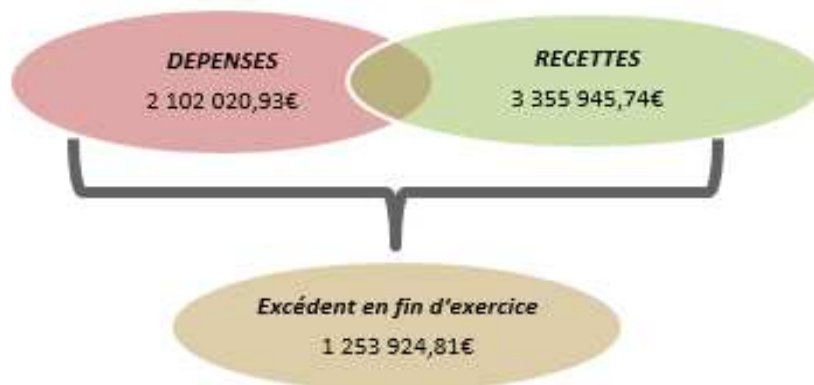 DEPENSES
2 102 020,93€
RECETTES
3 355 945,74€
Excédent en fin d'exercice
1 253 924,81€